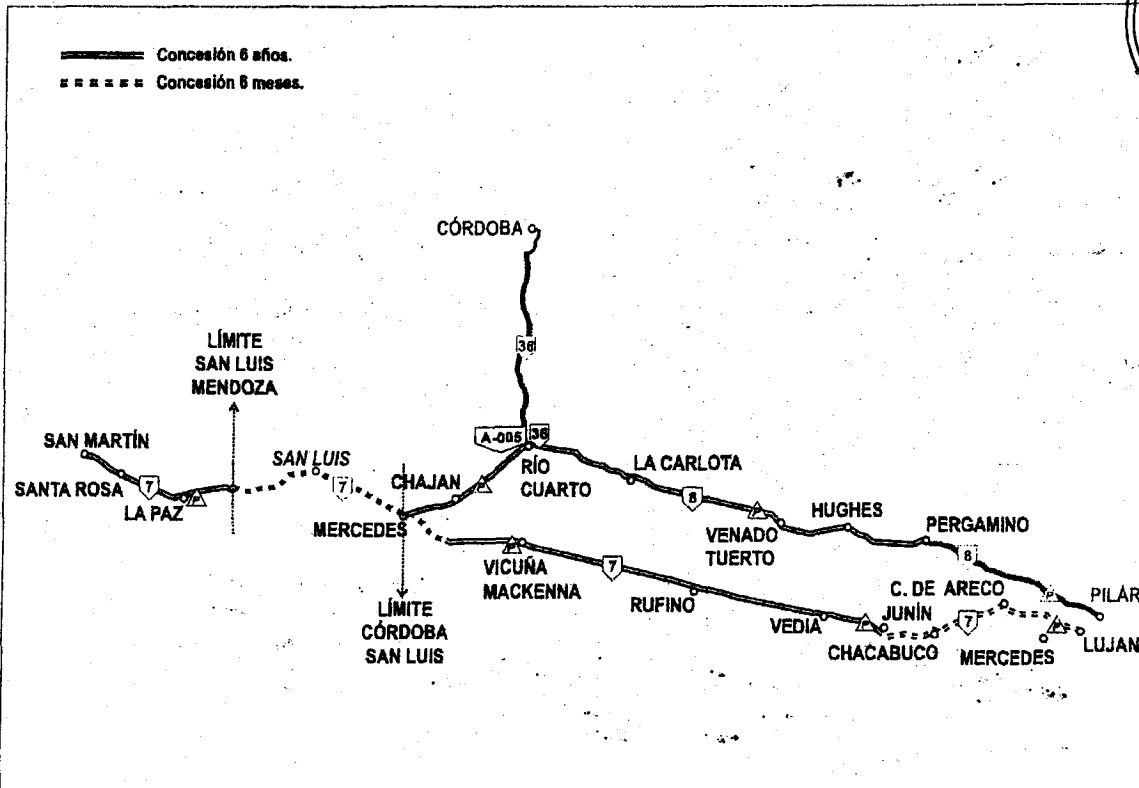 Concesión 6 años.
Concesión 6 meses.
CÓRDOBA
36
LÍMITE
SAN LUIS
MENDOZA
SAN MARTÍN
SANTA ROSA
7
LA PAZ
P
SAN LUIS
7
MERCEDES
CHAJAN
P
A-005
36
RÍO
CUARTO
LA CARLOTA
8
P
VENADO
TUERTO
HUGHES
PERGAMINO
8
P
PILAR
P
VICUÑA
MACKENNA
7
RUFINO
VEDIA
P
JUNÍN
CHACABUCO
C. DE ARECO
7
MERCEDES
P
LUJAN
LÍMITE
CÓRDOBA
SAN LUIS